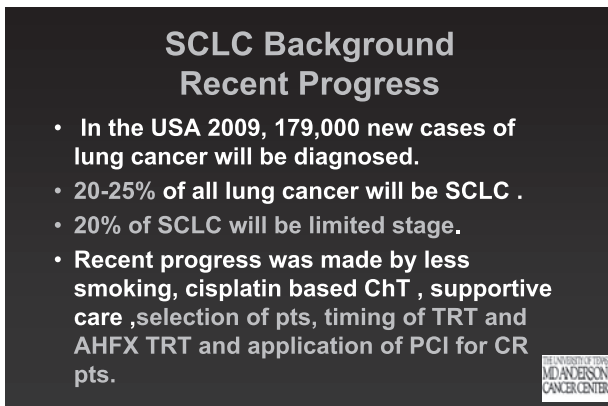 SCLC Background
Recent Progress
• In the USA 2009, 179,000 new cases of
lung cancer will be diagnosed.
• 20-25% of all lung cancer will be SCLC .
• 20% of SCLC will be limited stage.
• Recent progress was made by less
smoking, cisplatin based ChT , supportive
care ,selection of pts, timing of TRT and
AHFX TRT and application of PCI for CR
pts.
THE UNIVERSITY OF TEXAS
MD ANDERSON
CANCER CENTER